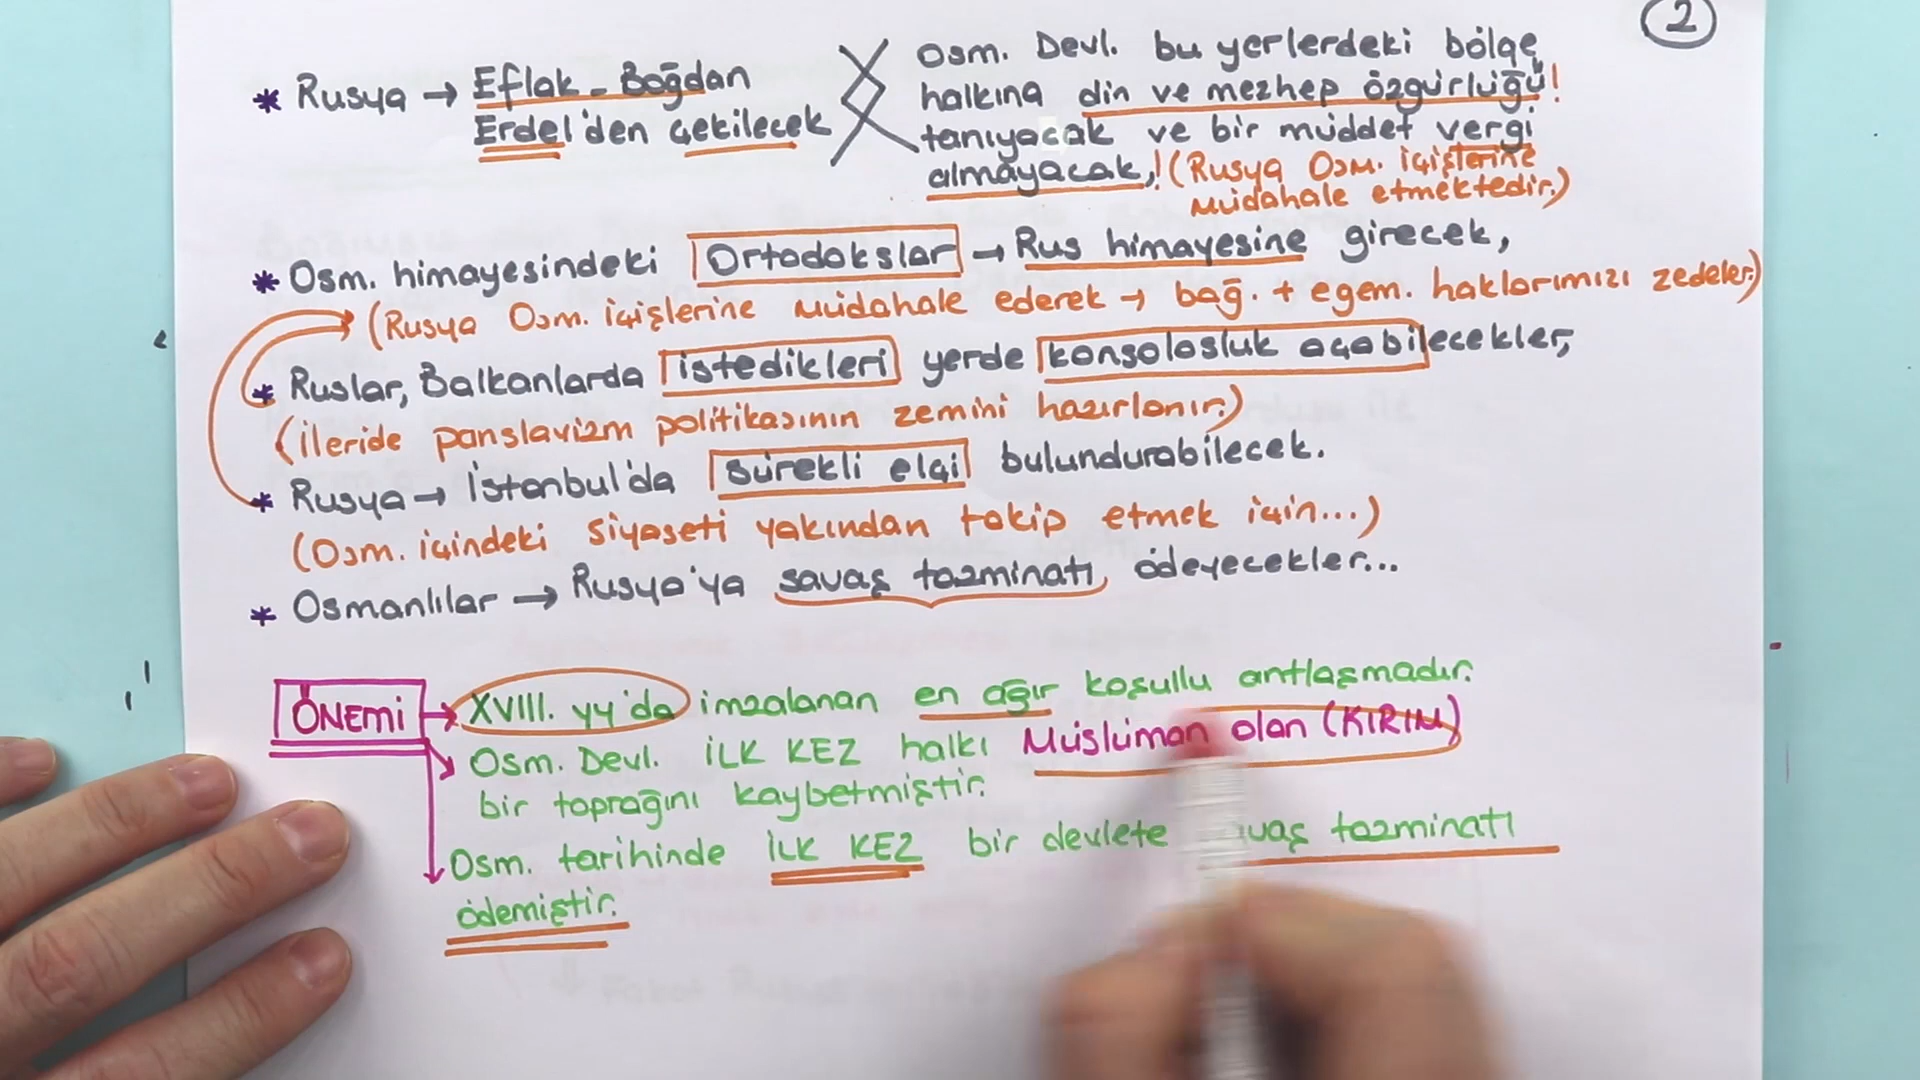 2
* Rusya → Eflak - Boğdan
Erdel'den çekilecek
Osm. Devl. bu yerlerdeki bölge
halkına din ve mezhep özgürlüğü!
tanıyacak ve bir müddet vergi
almayacak,! (Rusya Osm. içişlerine
müdahale etmektedir.)
* Osm. himayesindeki Ortodokslar → Rus himayesine girecek,
(Rusya Osm. içişlerine müdahale ederek → bağ. + egem. haklarımızı zedeler.)
* Ruslar, Balkanlarda istedikleri yerde konsolosluk açabilecekler,
(ileride panslavizm politikasının zemini hazırlanır.)
* Rusya → İstanbul'da sürekli elçi bulundurabilecek.
(Osm. içindeki siyaseti yakından takip etmek için...)
* Osmanlılar → Rusya'ya savaş tazminatı ödeyecekler...
ÖNEMİ → XVIII. yy'da imzalanan en ağır koşullu antlaşmadır.
Osm. Devl. İLK KEZ halkı Müslüman olan (KIRIM)
bir toprağını kaybetmiştir.
Osm. tarihinde İLK KEZ bir devlete tazminatı
ödemiştir.